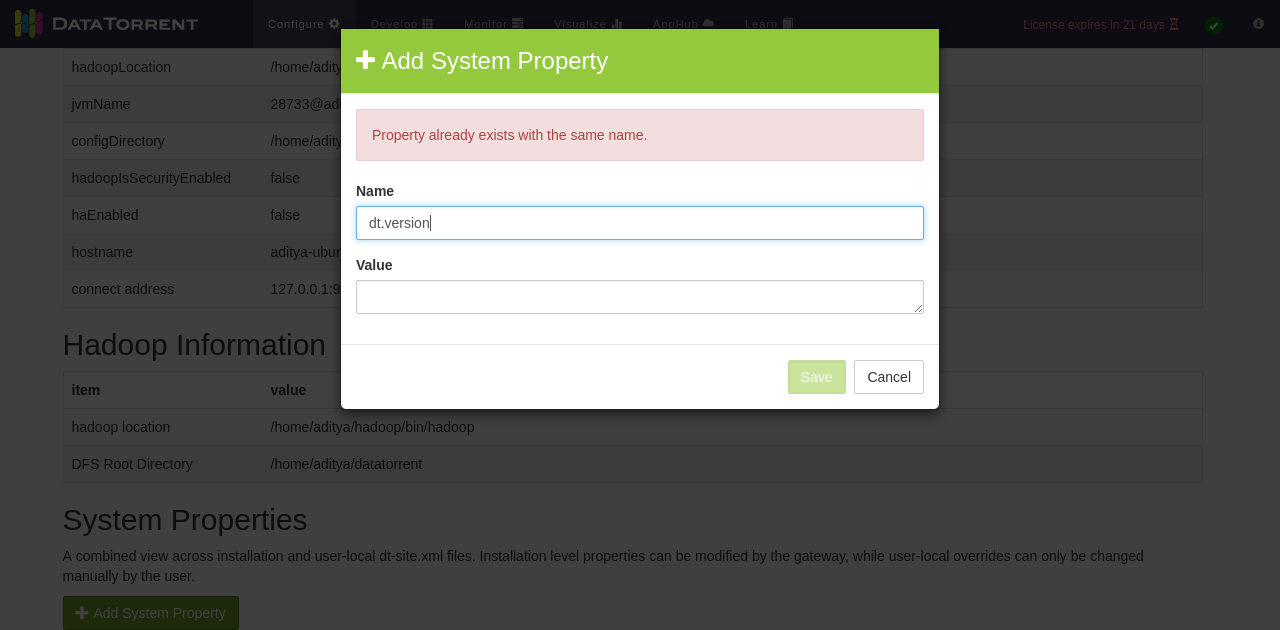 DATATORRENT
Configure Develop Monitor Visualize AppHub Learn License expires in 21 days
Add System Property
hadoopLocation /home/adity
jvmName 28733@adi
Property already exists with the same name.
configDirectory /home/adity
hadoopIsSecurityEnabled false
Name
haEnabled false
dt.version
hostname aditya-ubun
Value
connect address 127.0.0.1:9
Hadoop Information
Save Cancel
item value
hadoop location /home/aditya/hadoop/bin/hadoop
DFS Root Directory /home/aditya/datatorrent
System Properties
A combined view across installation and user-local dt-site.xml files. Installation level properties can be modified by the gateway, while user-local overrides can only be changed
manually by the user.
Add System Property